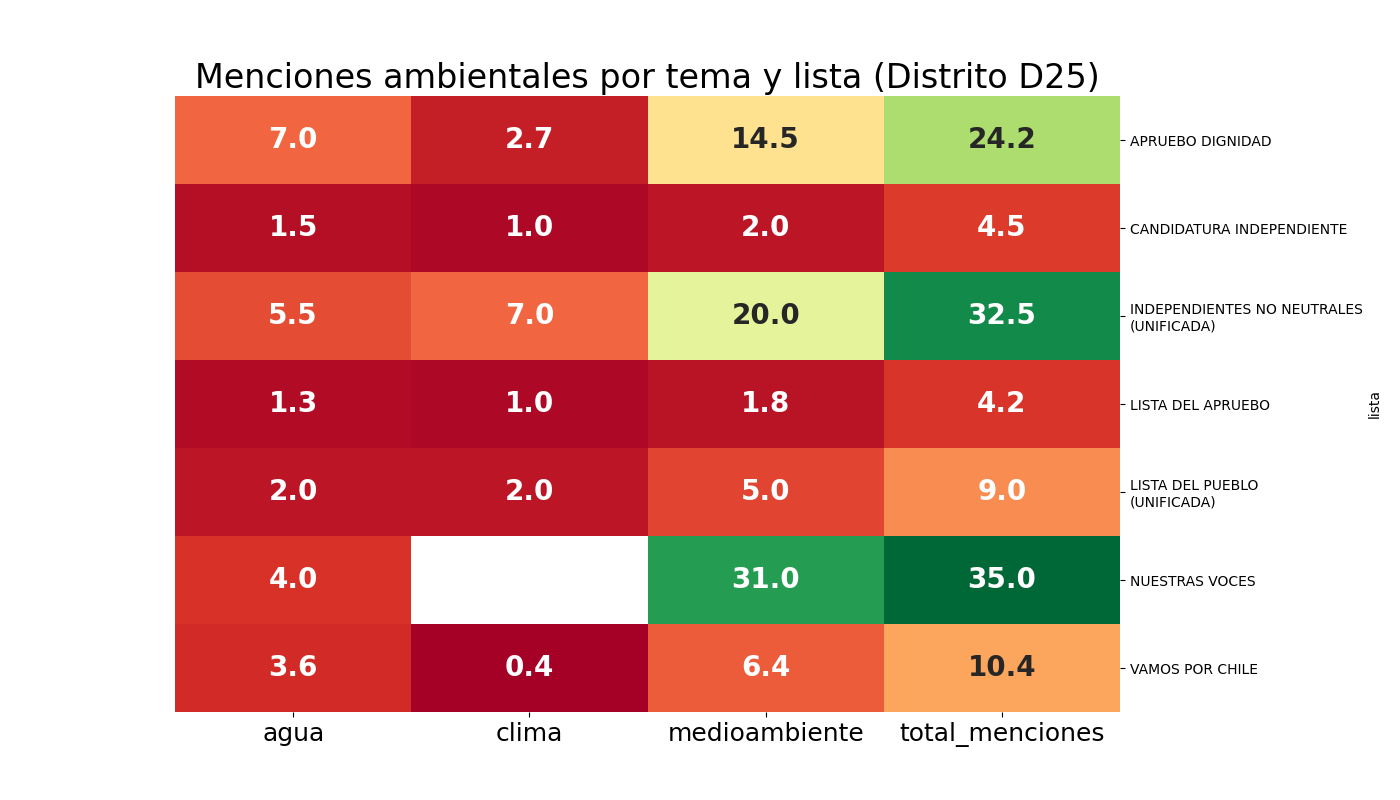 Menciones ambientales por tema y lista (Distrito D25)
7.0 2.7 14.5 24.2 APRUEBO DIGNIDAD
1.5 1.0 2.0 4.5 CANDIDATURA INDEPENDIENTE
5.5 7.0 20.0 32.5 INDEPENDIENTES NO NEUTRALES
(UNIFICADA)
1.3 1.0 1.8 4.2 LISTA DEL APRUEBO
lista
2.0 2.0 5.0 9.0 LISTA DEL PUEBLO
(UNIFICADA)
4.0 31.0 35.0 NUESTRAS VOCES
3.6 0.4 6.4 10.4 VAMOS POR CHILE
agua clima medioambiente total_menciones